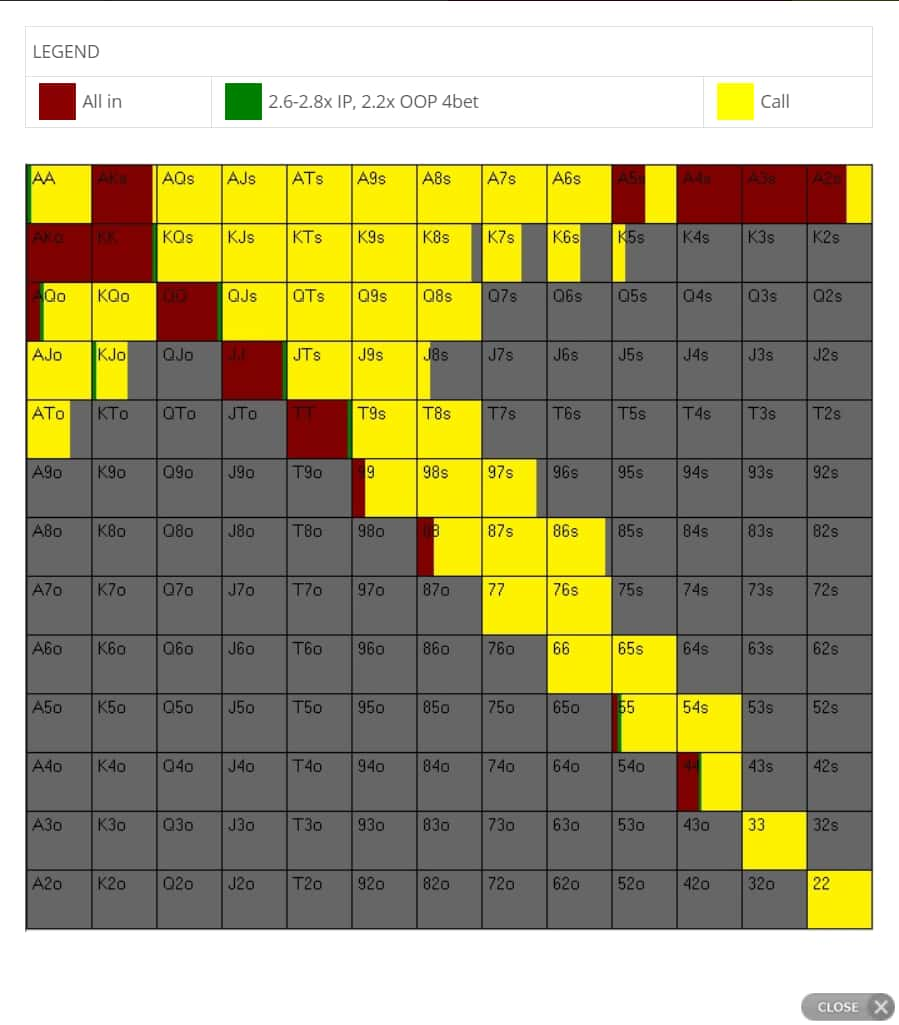 LEGEND
All in 2.6-2.8x IP, 2.2x OOP 4bet Call
AA AKs AQs AJs ATs A9s A8s A7s A6s A5s A4s A3s A2s
AKo KK KQs KJs KTs K9s K8s K7s K6s K5s K4s K3s K2s
AQo KQo QQ QJs QTs Q9s Q8s Q7s Q6s Q5s Q4s Q3s Q2s
AJo KJo QJo JJ JTs J9s J8s J7s J6s J5s J4s J3s J2s
ATo KTo QTo JTo TT T9s T8s T7s T6s T5s T4s T3s T2s
A9o K9o Q9o J9o T9o 99 98s 97s 96s 95s 94s 93s 92s
A8o K8o Q8o J8o T8o 98o 88 87s 86s 85s 84s 83s 82s
A7o K7o Q7o J7o T7o 97o 87o 77 76s 75s 74s 73s 72s
A6o K6o Q6o J6o T6o 96o 86o 76o 66 65s 64s 63s 62s
A5o K5o Q5o J5o T5o 95o 85o 75o 65o 55 54s 53s 52s
A4o K4o Q4o J4o T4o 94o 84o 74o 64o 54o 44 43s 42s
A3o K3o Q3o J3o T3o 93o 83o 73o 63o 53o 43o 33 32s
A2o K2o Q2o J2o T2o 92o 82o 72o 62o 52o 42o 32o 22
CLOSE